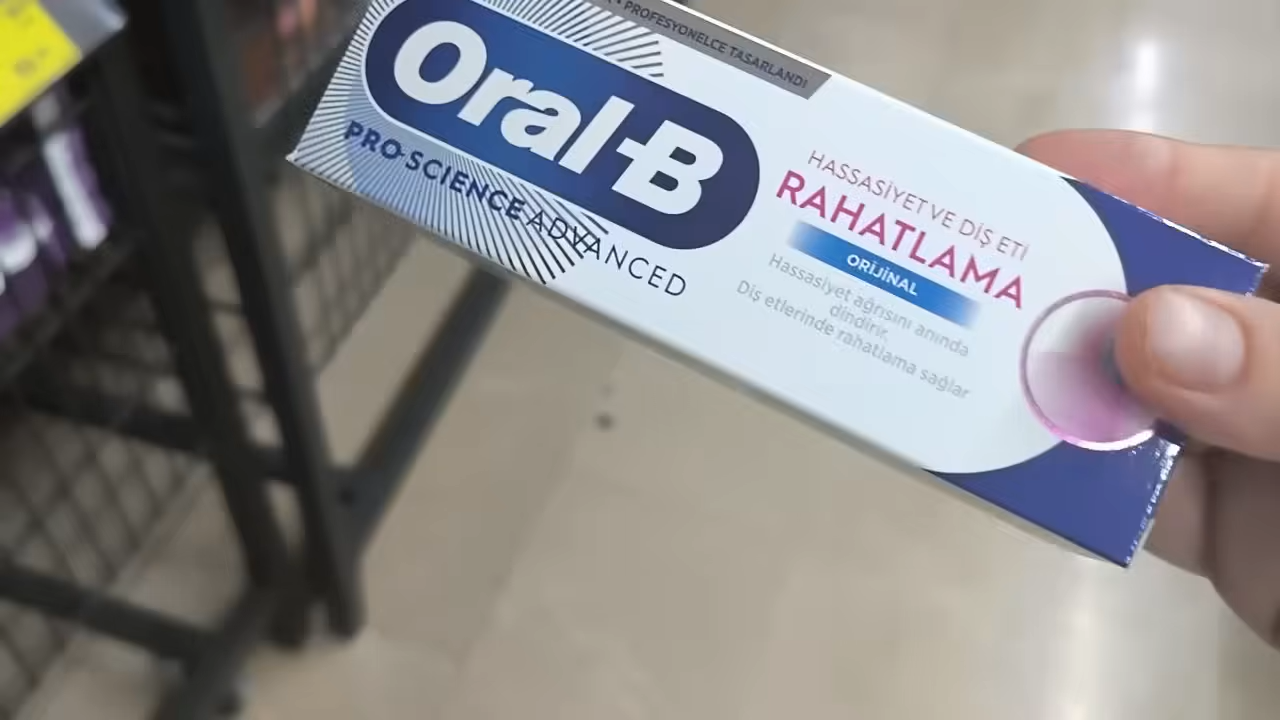 PROFESYONELCE TASARLANDI
Oral-B
PRO-SCIENCE ADVANCED
HASSASİYET VE DİŞ ETİ
RAHATLAMA
ORİJİNAL
Hassasiyet ağrısını anında
dindirir,
Diş etlerinde rahatlama sağlar